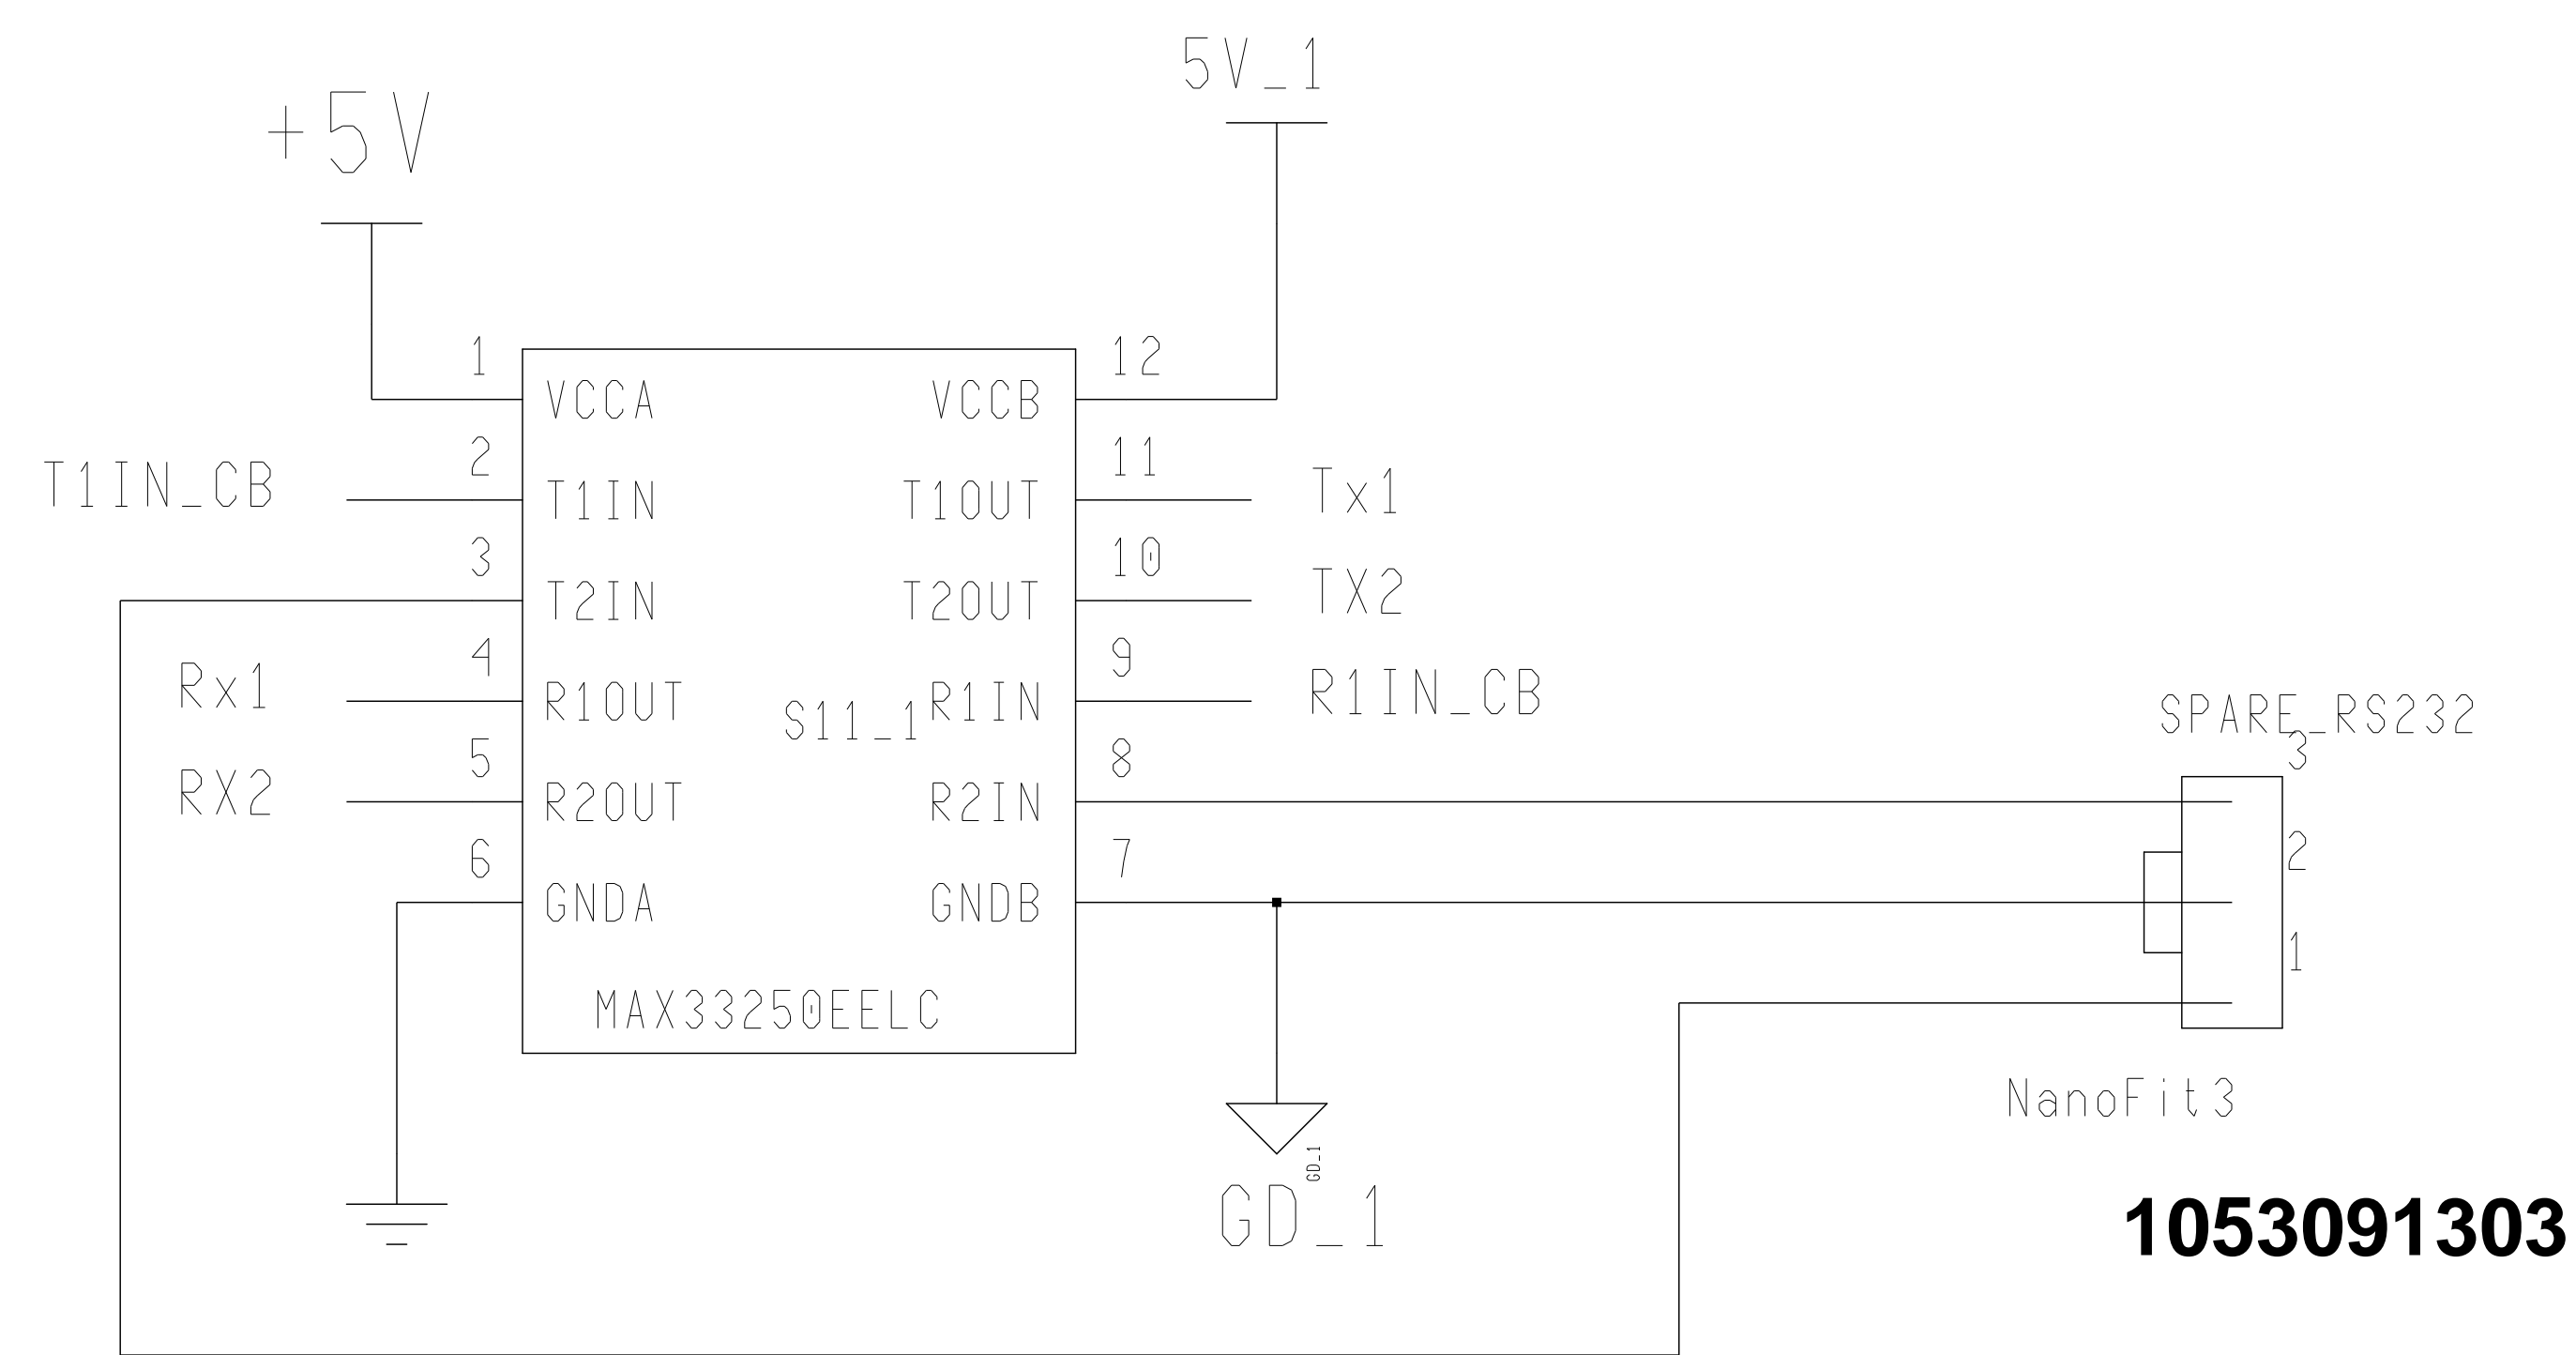 5V_1
+5V
1
12
VCCA
VCCB
2
11
T1IN_CB
T1IN
T1OUT
Tx1
3
10
T2IN
T2OUT
TX2
4
9
Rx1
R1OUT
S11_1
R1IN
R1IN_CB
SPARE_RS232
3
5
8
RX2
R2OUT
R2IN
2
6
7
GNDA
GNDB
1
MAX33250EELC
NanoFit3
GD_1
GD_1
1053091303